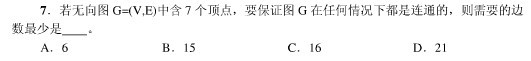 7．若无向图 G=(V,E)中含 7 个顶点，要保证图 G 在任何情况下都是连通的，则需要的边
数最少是____。
A．6 B．15 C．16 D．21